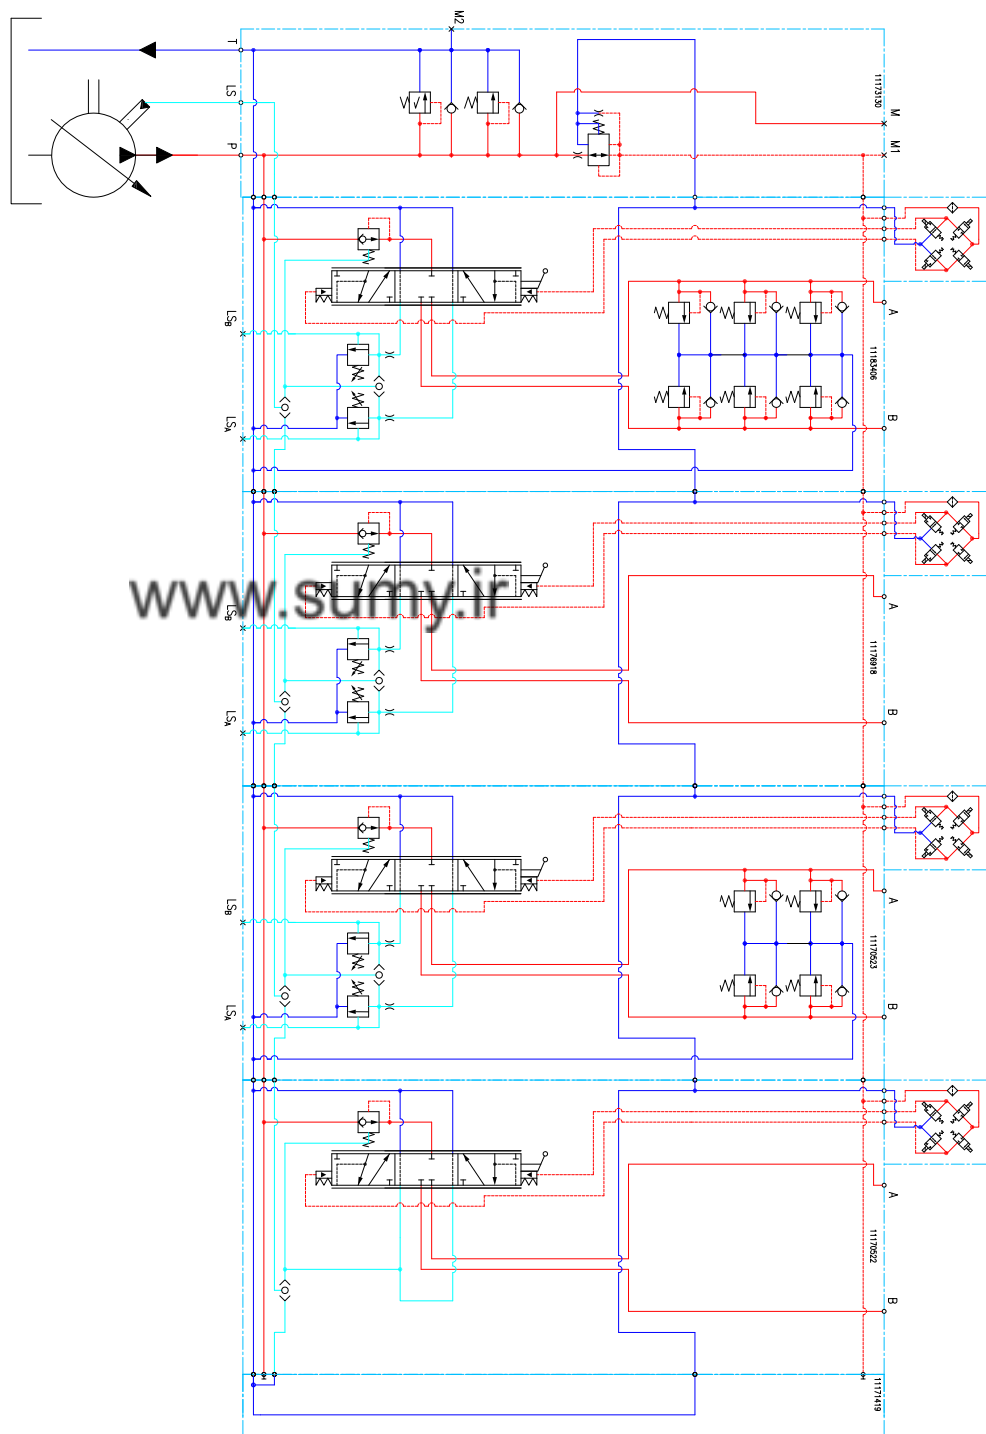 M2
T
LS
P
11173130
M
M1
LSB
A
11183406
LSA
B
www.sumy.ir
LSB
A
11176918
LSA
B
LSB
A
11170523
LSA
B
A
11170522
B
11171419